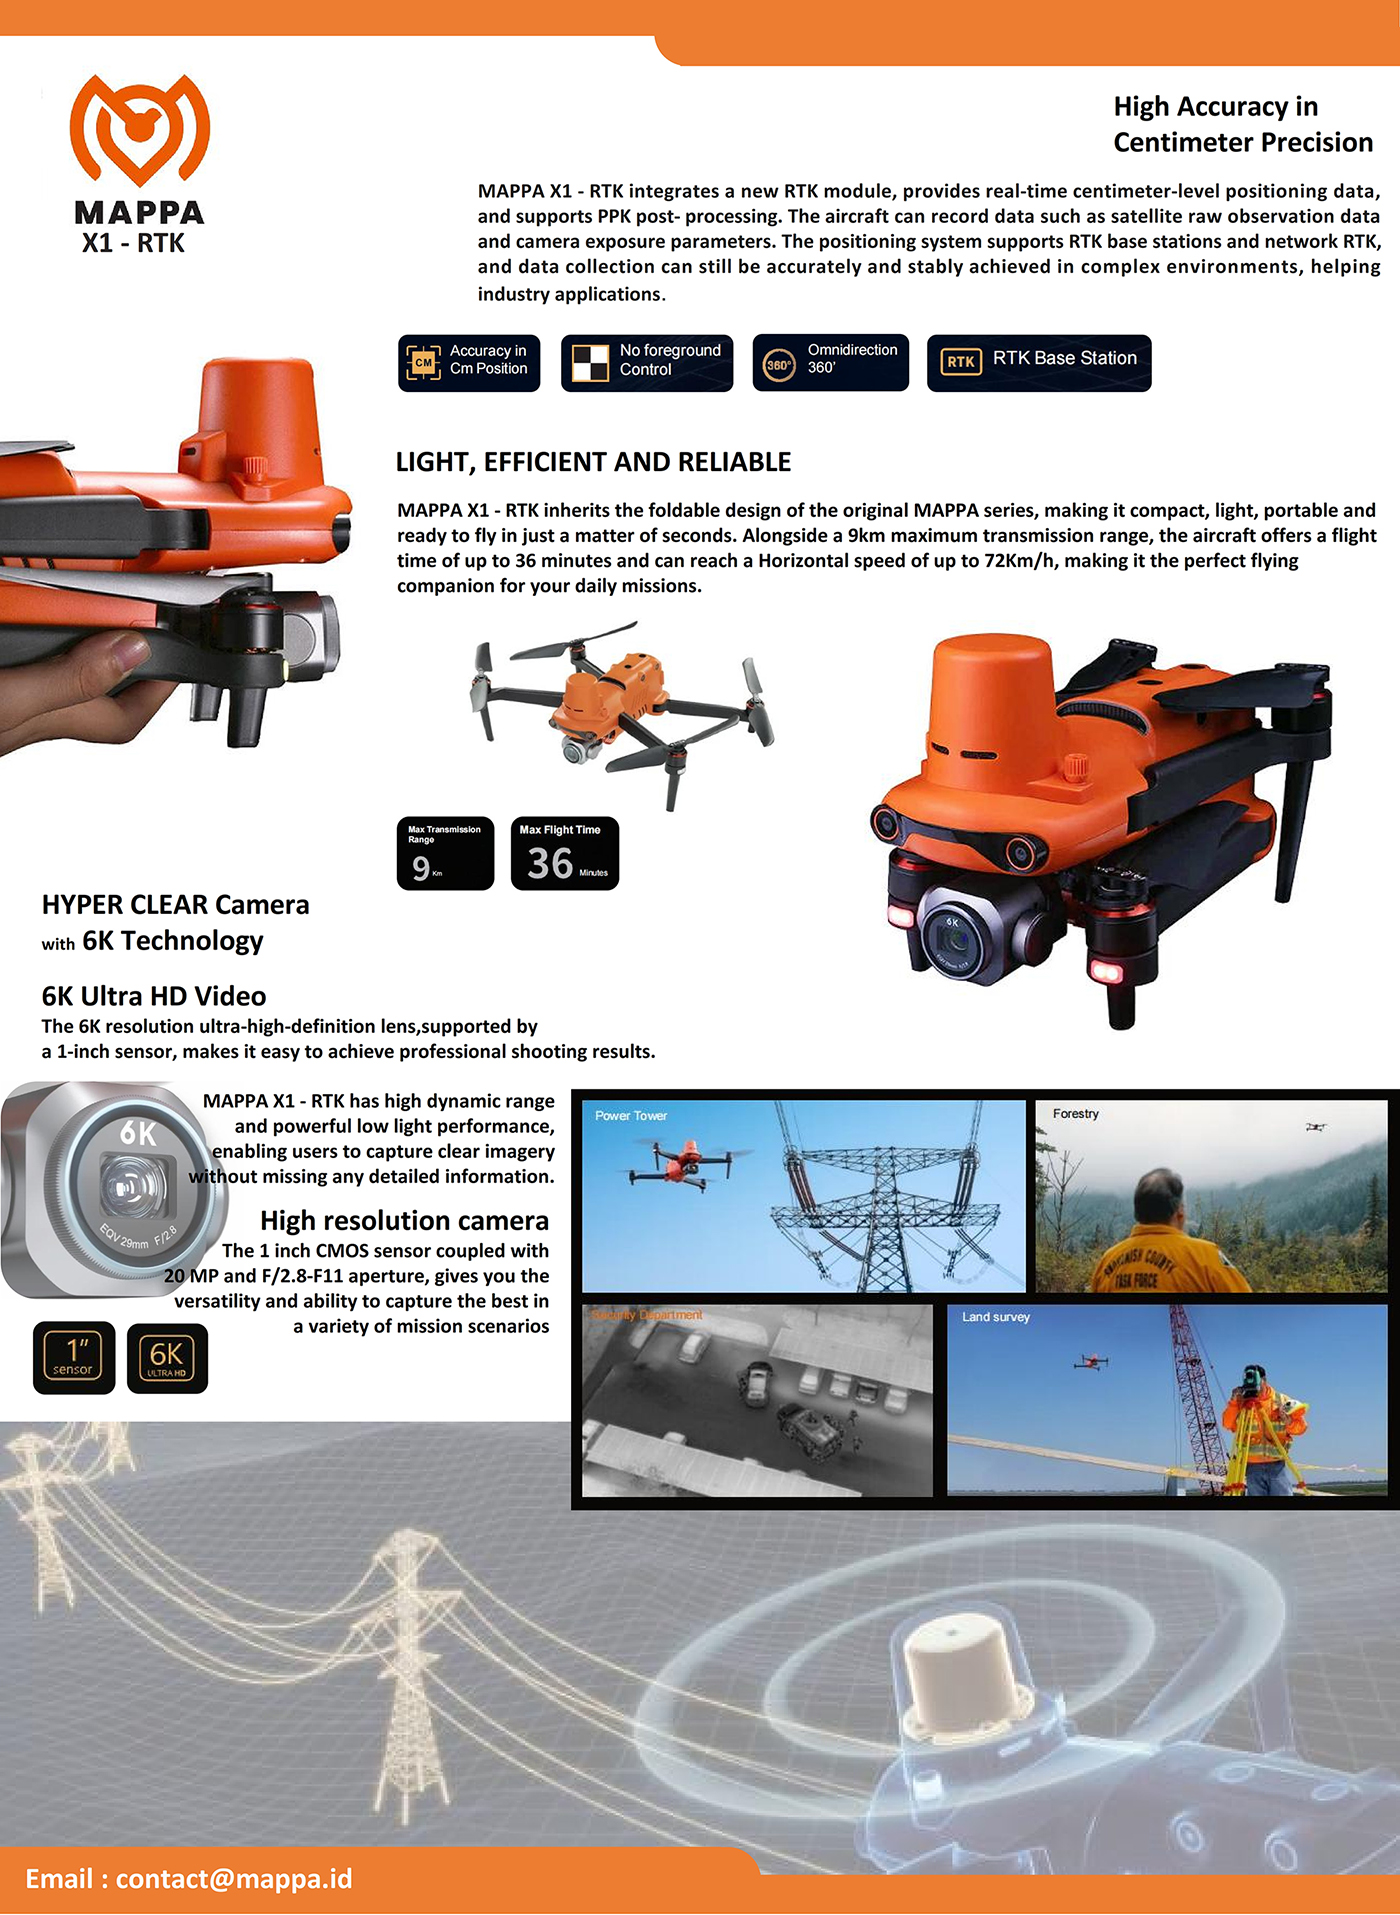 MAPPA
X1 - RTK
High Accuracy in
Centimeter Precision
MAPPA X1 - RTK integrates a new RTK module, provides real-time centimeter-level positioning data,
and supports PPK post- processing. The aircraft can record data such as satellite raw observation data
and camera exposure parameters. The positioning system supports RTK base stations and network RTK,
and data collection can still be accurately and stably achieved in complex environments, helping
industry applications.
CM
Accuracy in
Cm Position
No foreground
Control
360°
Omnidirection
360'
RTK
RTK Base Station
LIGHT, EFFICIENT AND RELIABLE
MAPPA X1 - RTK inherits the foldable design of the original MAPPA series, making it compact, light, portable and
ready to fly in just a matter of seconds. Alongside a 9km maximum transmission range, the aircraft offers a flight
time of up to 36 minutes and can reach a Horizontal speed of up to 72Km/h, making it the perfect flying
companion for your daily missions.
Max Transmission
Range
9 Km
Max Flight Time
36 Minutes
6K
HYPER CLEAR Camera
with 6K Technology
6K Ultra HD Video
The 6K resolution ultra-high-definition lens,supported by
a 1-inch sensor, makes it easy to achieve professional shooting results.
6K
EQV 29mm F/2.8
MAPPA X1 - RTK has high dynamic range
and powerful low light performance,
enabling users to capture clear imagery
without missing any detailed information.
High resolution camera
The 1 inch CMOS sensor coupled with
20 MP and F/2.8-F11 aperture, gives you the
versatility and ability to capture the best in
a variety of mission scenarios
1"
sensor
6K
ULTRA HD
Power Tower
Forestry
COUNTY
TASK FORCE
Security Department
Land survey
Email : contact@mappa.id